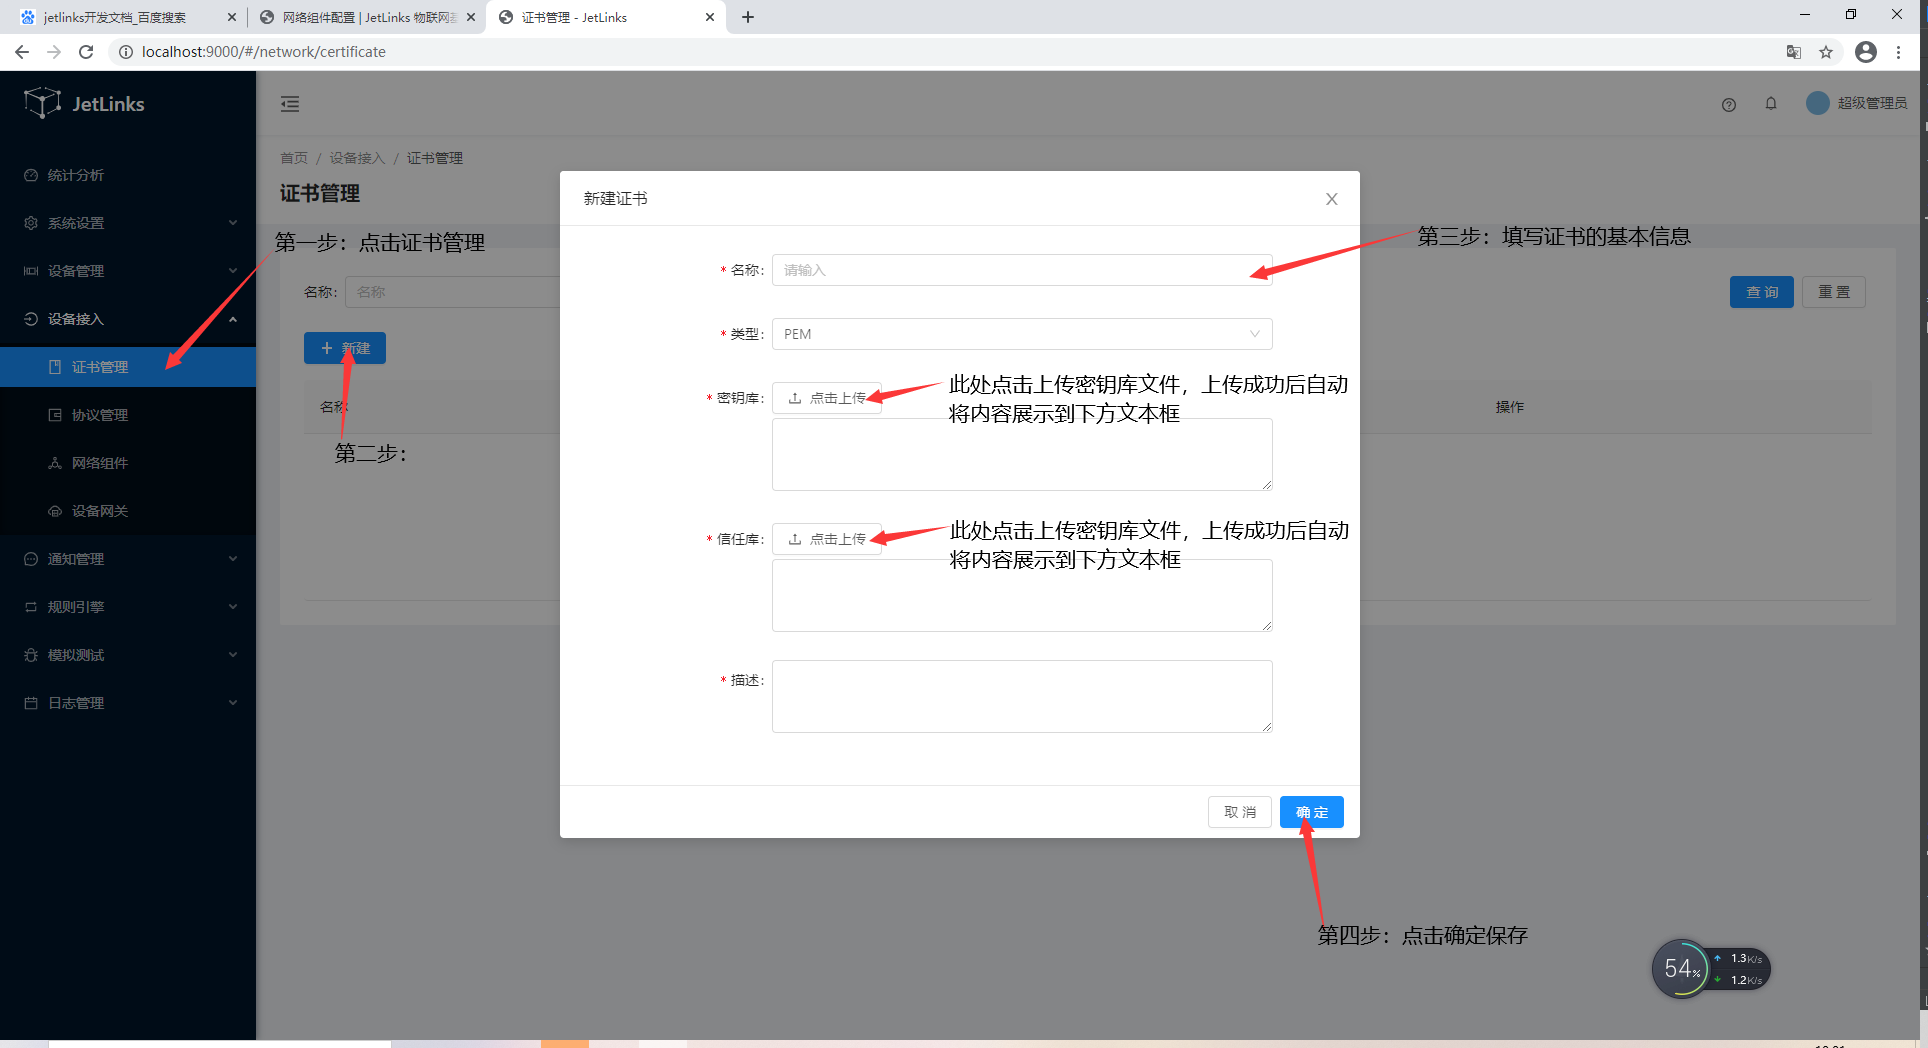 jetlinks开发文档_百度搜索
网络组件配置 | JetLinks 物联网基
证书管理 - JetLinks
localhost:9000/#/network/certificate
JetLinks
超级管理员
首页 / 设备接入 / 证书管理
证书管理
统计分析
系统设置
设备管理
设备接入
证书管理
协议管理
网络组件
设备网关
通知管理
规则引擎
模拟测试
日志管理
第一步：点击证书管理
名称： 名称
查 询
重 置
新建
名称
操作
第二步：
新建证书
第三步：填写证书的基本信息
* 名称： 请输入
* 类型： PEM
* 密钥库： 点击上传
此处点击上传密钥库文件，上传成功后自动
将内容展示到下方文本框
* 信任库： 点击上传
此处点击上传密钥库文件，上传成功后自动
将内容展示到下方文本框
* 描述：
取 消
确 定
第四步：点击确定保存
54%
1.3K/s
1.2K/s